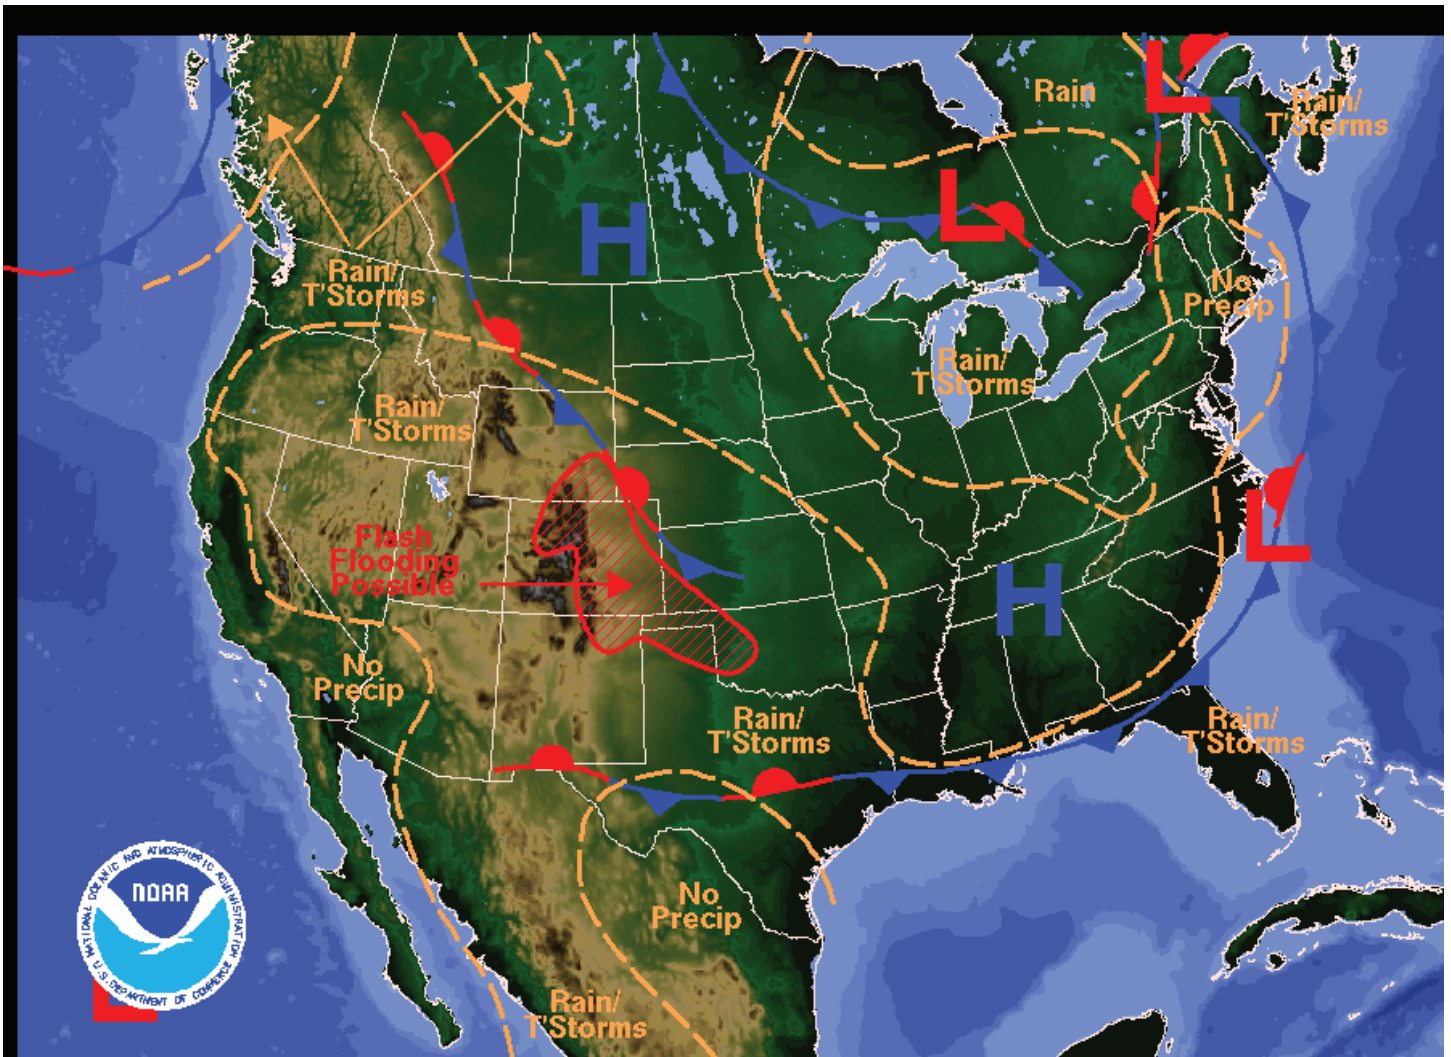 Rain
Rain/
T'Storms
L
L
H
Rain/
T'Storms
No
Precip
Rain/
T'Storms
Rain/
T'Storms
Flash
Flooding
Possible
L
H
No
Precip
Rain/
T'Storms
Rain/
T'Storms
No
Precip
Rain/
T'Storms
NATIONAL OCEANIC AND ATMOSPHERIC ADMINISTRATION
NOAA
U.S. DEPARTMENT OF COMMERCE
L